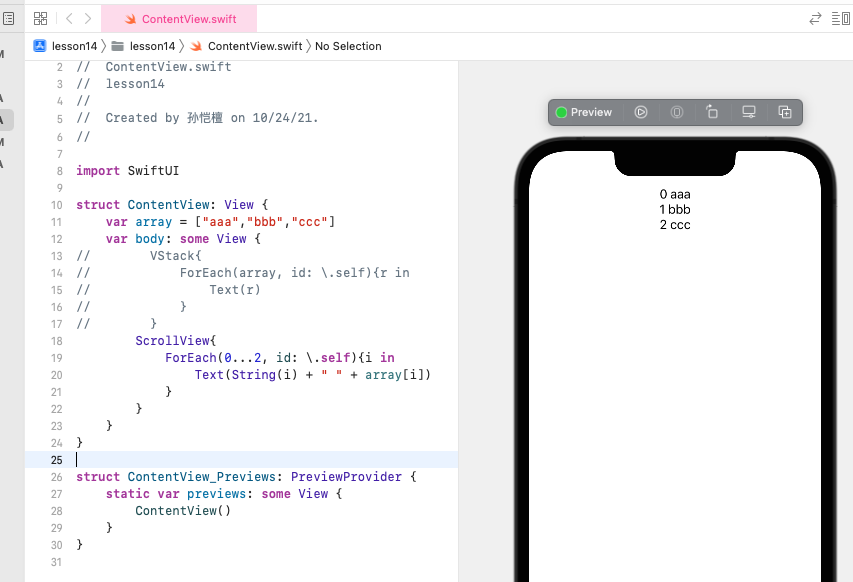 ContentView.swift
lesson14 〉 lesson14 〉 ContentView.swift 〉 No Selection
2 //  ContentView.swift
3 //  lesson14
4 //
5 //  Created by 孙恺檀 on 10/24/21.
6 //
7
8 import SwiftUI
9
10 struct ContentView: View {
11     var array = ["aaa","bbb","ccc"]
12     var body: some View {
13 //        VStack{
14 //            ForEach(array, id: \.self){r in
15 //                Text(r)
16 //            }
17 //        }
18         ScrollView{
19             ForEach(0...2, id: \.self){i in
20                 Text(String(i) + " " + array[i])
21             }
22         }
23     }
24 }
25
26 struct ContentView_Previews: PreviewProvider {
27     static var previews: some View {
28         ContentView()
29     }
30 }
31
Preview
0 aaa
1 bbb
2 ccc